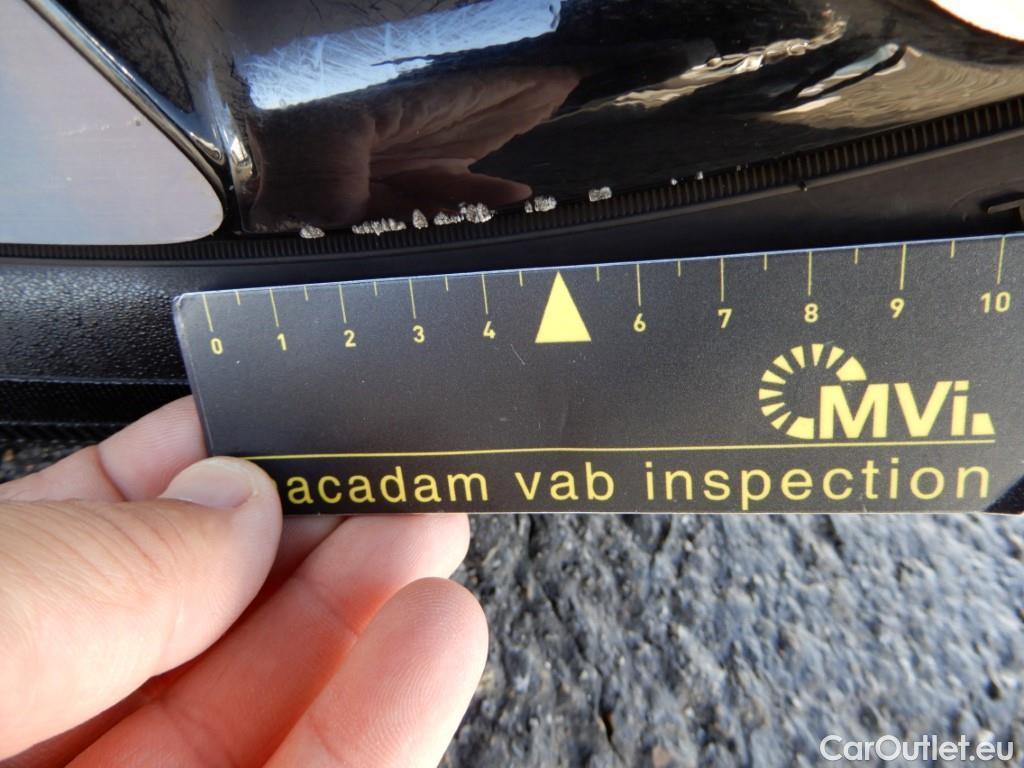 0 1 2 3 4 6 7 8 9 10
MVi
acadam vab inspection
CarOutlet.eu